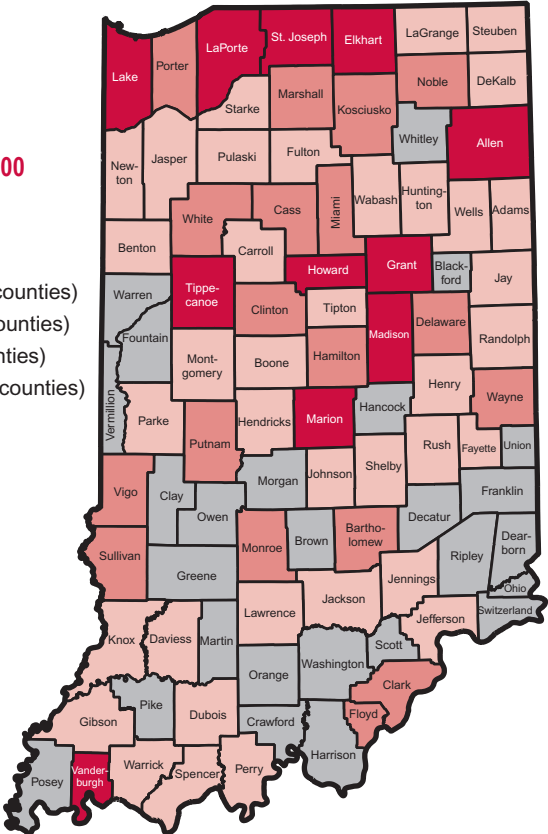 St. Joseph
Elkhart
LaGrange
Steuben
LaPorte
Porter
Lake
Noble
DeKalb
Marshall
Starke
Kosciusko
Whitley
Allen
00
New-
ton
Jasper
Pulaski
Fulton
Wabash
Hunting-
ton
Wells
Adams
White
Cass
Miami
Benton
Carroll
Howard
Grant
Black-
ford
Jay
counties)
Warren
Tippe-
canoe
Clinton
Tipton
Madison
Delaware
ounties)
Fountain
Randolph
nties)
Mont-
gomery
Boone
Hamilton
counties)
Henry
Wayne
Vermillion
Parke
Putnam
Hendricks
Marion
Hancock
Rush
Fayette
Union
Vigo
Clay
Morgan
Johnson
Shelby
Franklin
Owen
Decatur
Sullivan
Monroe
Brown
Bartho-
lomew
Dear-
born
Ripley
Greene
Jennings
Ohio
Lawrence
Jackson
Jefferson
Switzerland
Knox
Daviess
Martin
Scott
Washington
Orange
Clark
Pike
Dubois
Floyd
Gibson
Crawford
Harrison
Posey
Vander-
burgh
Warrick
Spencer
Perry